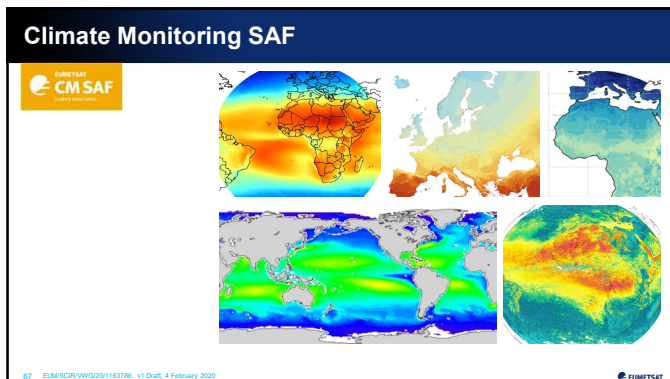 Climate Monitoring SAF
EUMETSAT
CM SAF
CLIMATE MONITORING
67 EUM/SCIR/VWG/20/1163786, v1 Draft, 4 February 2020
EUMETSAT